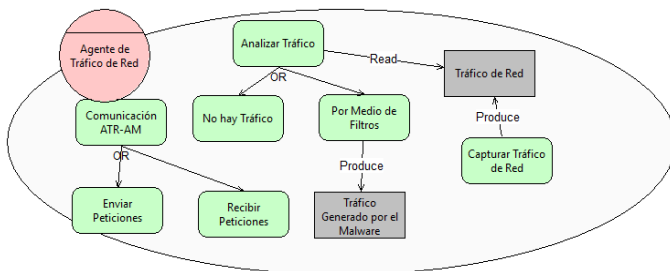 Agente de
Tráfico de Red
Analizar Tráfico
Read
Tráfico de Red
OR
Comunicación
ATR-AM
No hay Tráfico
Por Medio de
Filtros
Produce
Capturar Tráfico
de Red
OR
Produce
Enviar
Peticiones
Recibir
Peticiones
Tráfico
Generado por el
Malware